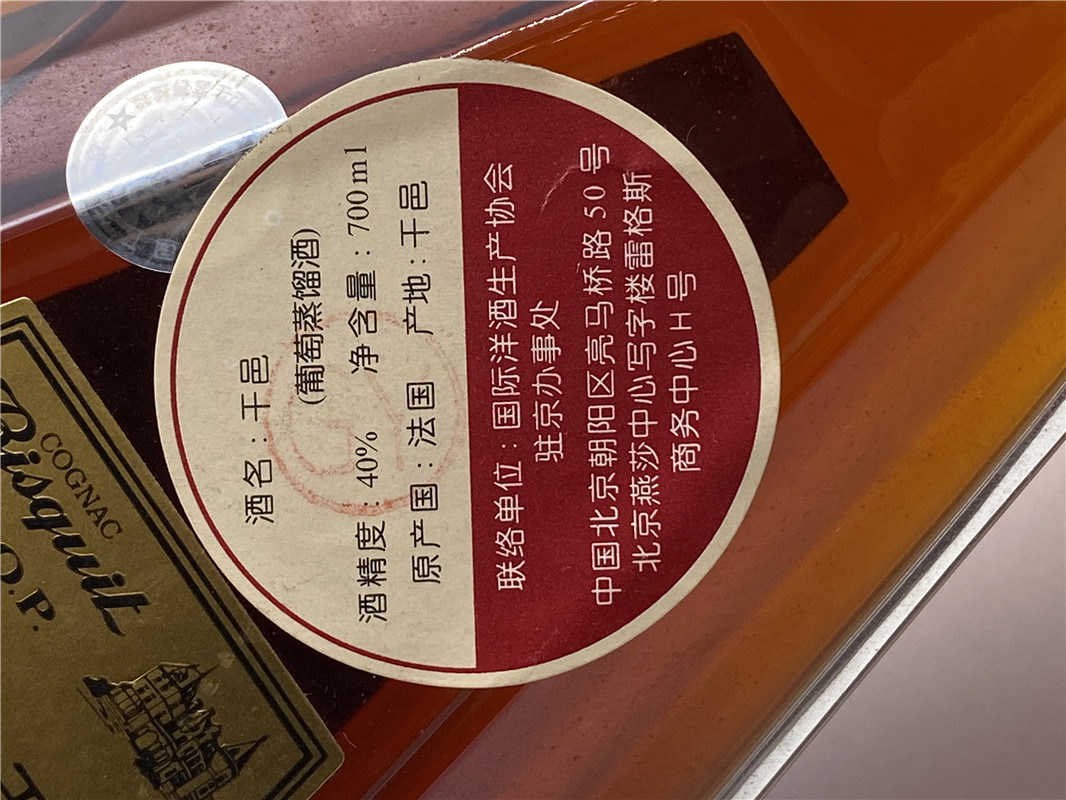 酒名：干邑
(葡萄蒸馏酒)
酒精度：40% 净含量：700ml
原产国：法国 产地：干邑
联络单位：国际洋酒生产协会
驻京办事处
中国北京朝阳区亮马桥路50号
北京燕莎中心写字楼雷格斯
商务中心H号
Bisquit
COGNAC
O.P.